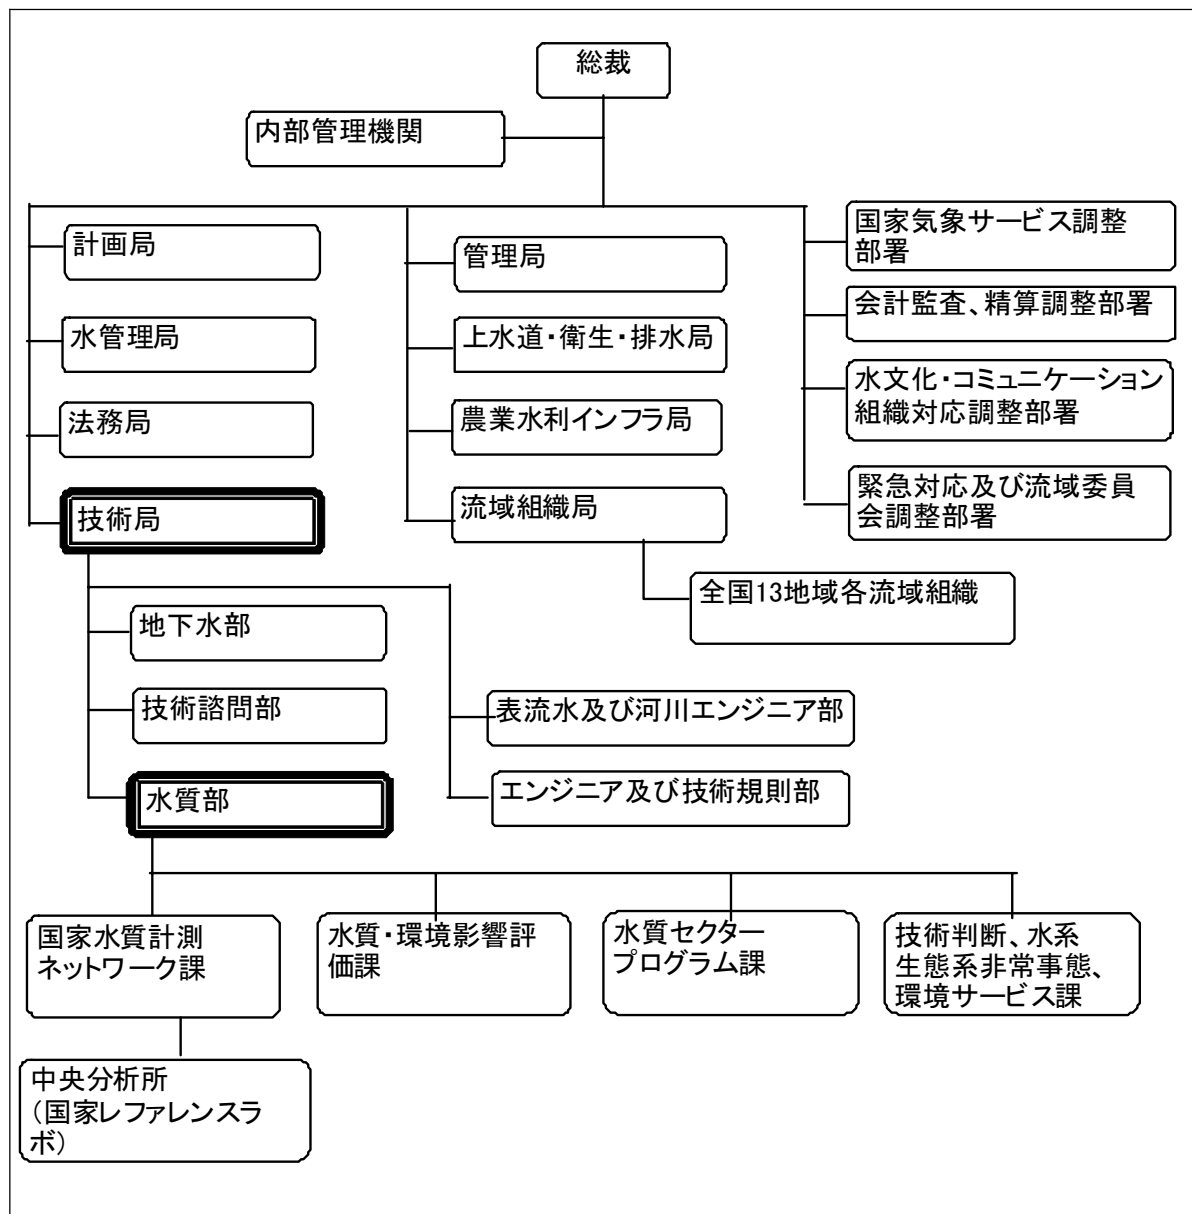 総裁
内部管理機関
計画局
水管理局
法務局
技術局
管理局
上水道・衛生・排水局
農業水利インフラ局
流域組織局
全国13地域各流域組織
国家気象サービス調整
部署
会計監査、精算調整部署
水文化・コミュニケーション
組織対応調整部署
緊急対応及び流域委員
会調整部署
地下水部
技術諮問部
水質部
表流水及び河川エンジニア部
エンジニア及び技術規則部
国家水質計測
ネットワーク課
水質・環境影響評
価課
水質セクター
プログラム課
技術判断、水系
生態系非常事態、
環境サービス課
中央分析所
（国家レファレンスラ
ボ）